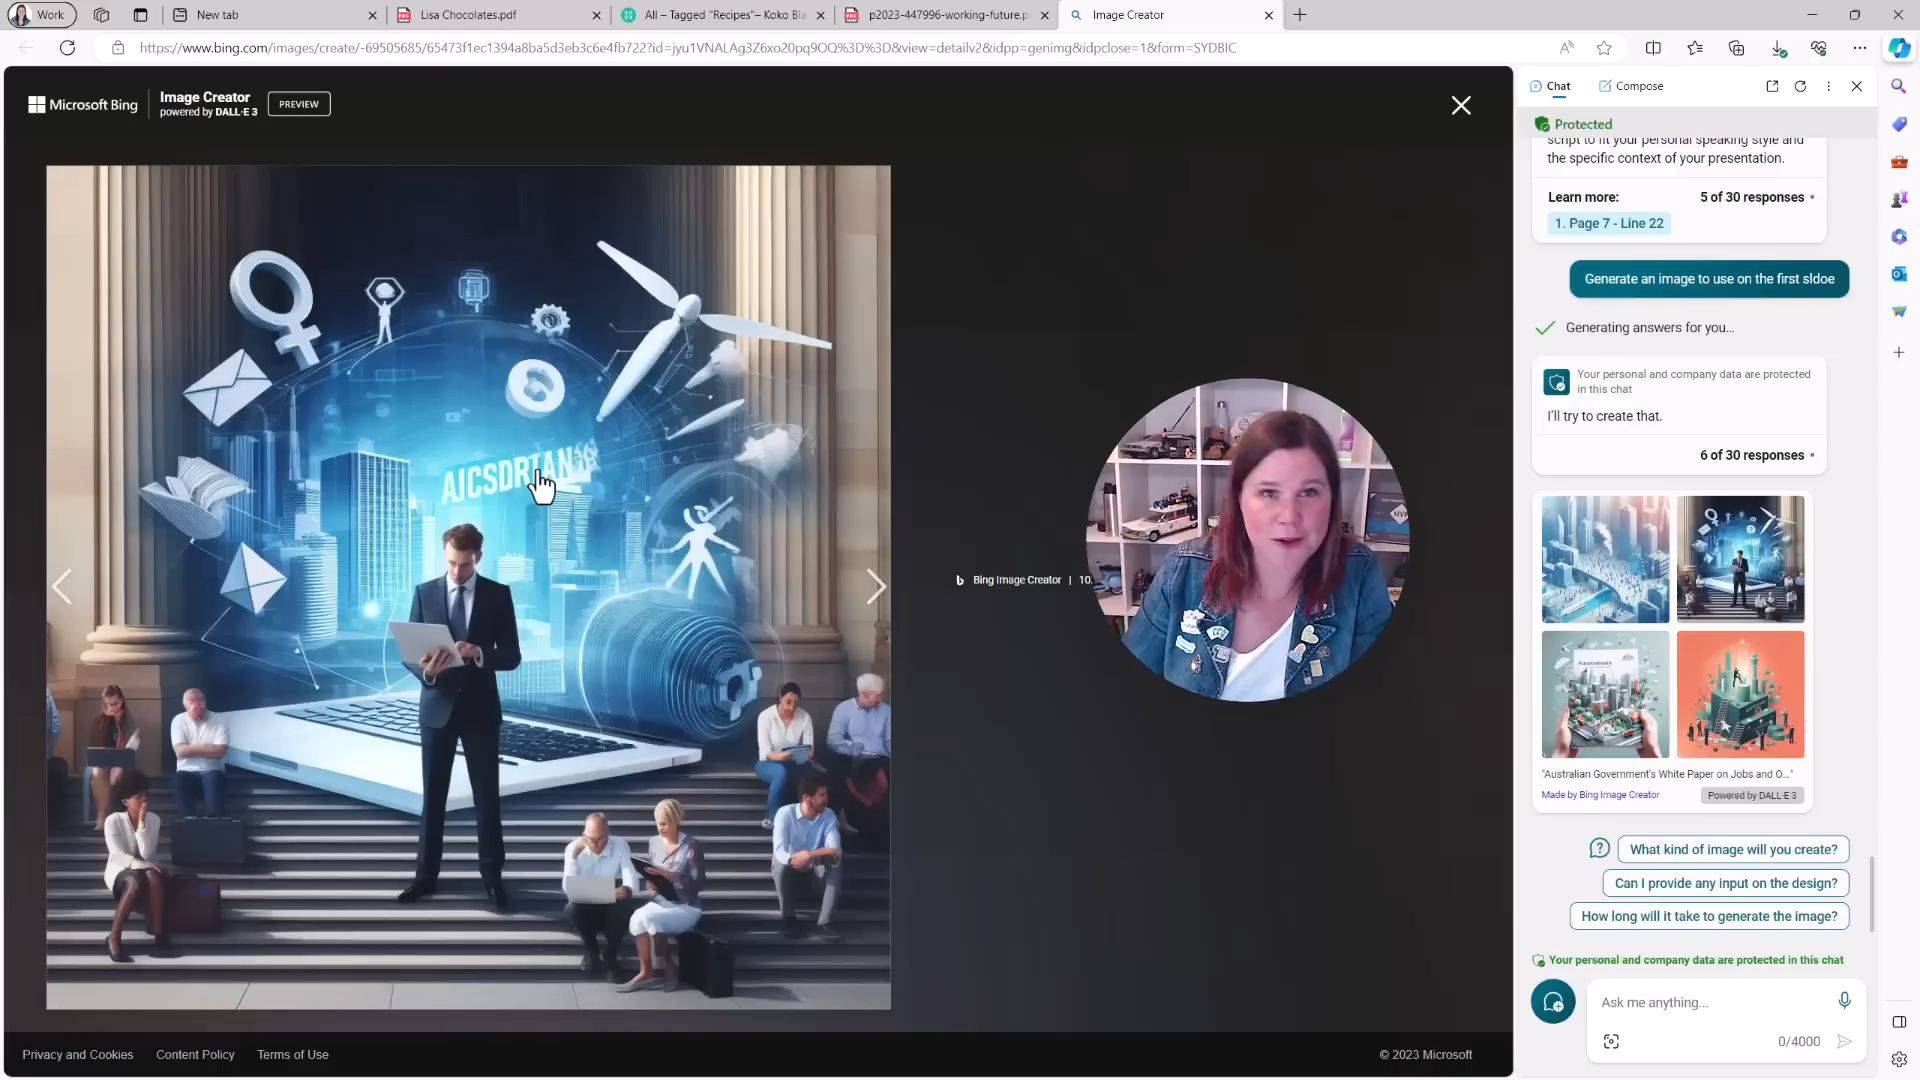 Work
New tab
Lisa Chocolates.pdf
All – Tagged "Recipes"– Koko Bla
p2023-447996-working-future.p
Image Creator
https://www.bing.com/images/create/-69505685/65473f1ec1394a8ba5d3eb3c6e4fb722?id=jyu1VNALAg3Z6xo20pq9OQ%3D%3D&view=detailv2&idpp=genimg&idpclose=1&form=SYDBIC
Microsoft Bing
Image Creator
powered by DALL·E 3
PREVIEW
AICSDRIAN
Bing Image Creator | 10.
MVP
Privacy and Cookies
Content Policy
Terms of Use
© 2023 Microsoft
Chat
Compose
Protected
script to fit your personal speaking style and
the specific context of your presentation.
Learn more:
5 of 30 responses
1. Page 7 - Line 22
Generate an image to use on the first sldoe
Generating answers for you...
Your personal and company data are protected
in this chat
I'll try to create that.
6 of 30 responses
"Australian Government's White Paper on Jobs and O..."
Made by Bing Image Creator
Powered by DALL·E 3
What kind of image will you create?
Can I provide any input on the design?
How long will it take to generate the image?
Your personal and company data are protected in this chat
Ask me anything...
0/4000